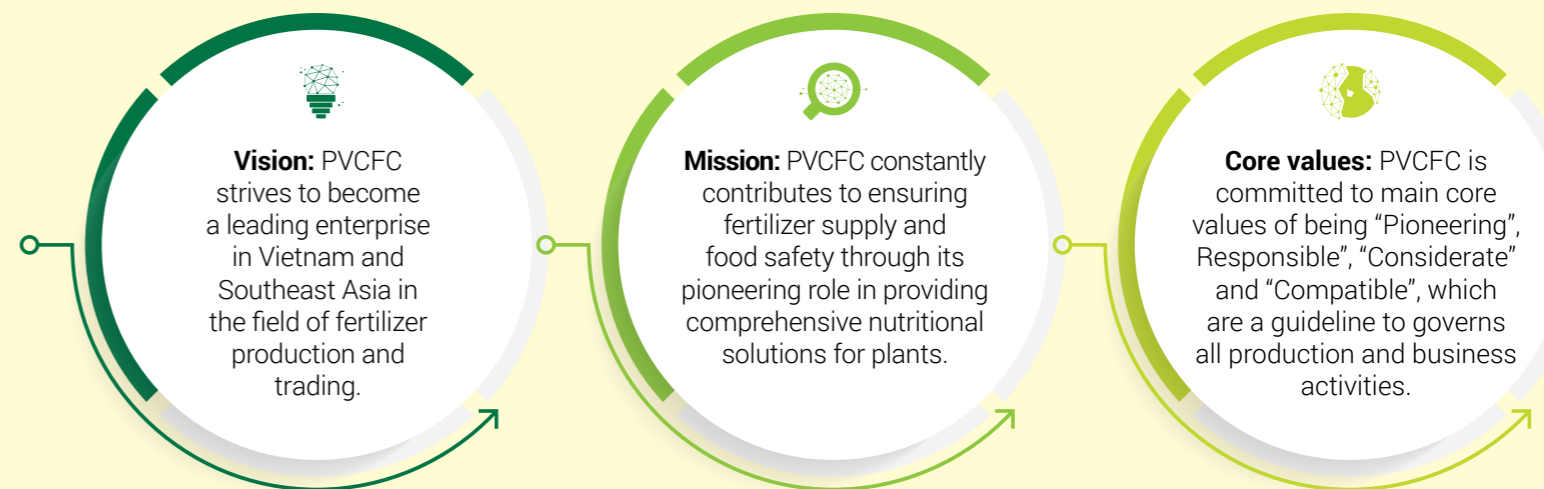 Vision: PVCFC
strives to become
a leading enterprise
in Vietnam and
Southeast Asia in
the field of fertilizer
production and
trading.
Mission: PVCFC constantly
contributes to ensuring
fertilizer supply and
food safety through its
pioneering role in providing
comprehensive nutritional
solutions for plants.
Core values: PVCFC is
committed to main core
values of being “Pioneering”,
Responsible”, “Considerate”
and “Compatible”, which
are a guideline to governs
all production and business
activities.